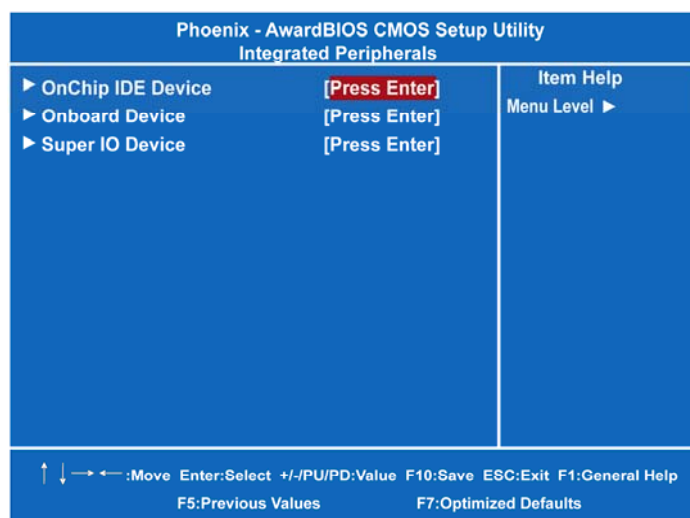 Phoenix - AwardBIOS CMOS Setup Utility
Integrated Peripherals
▶ OnChip IDE Device [Press Enter]
▶ Onboard Device [Press Enter]
▶ Super IO Device [Press Enter]
Item Help
Menu Level ▶
↑ ↓ → ← :Move Enter:Select +/-/PU/PD:Value F10:Save ESC:Exit F1:General Help
F5:Previous Values F7:Optimized Defaults